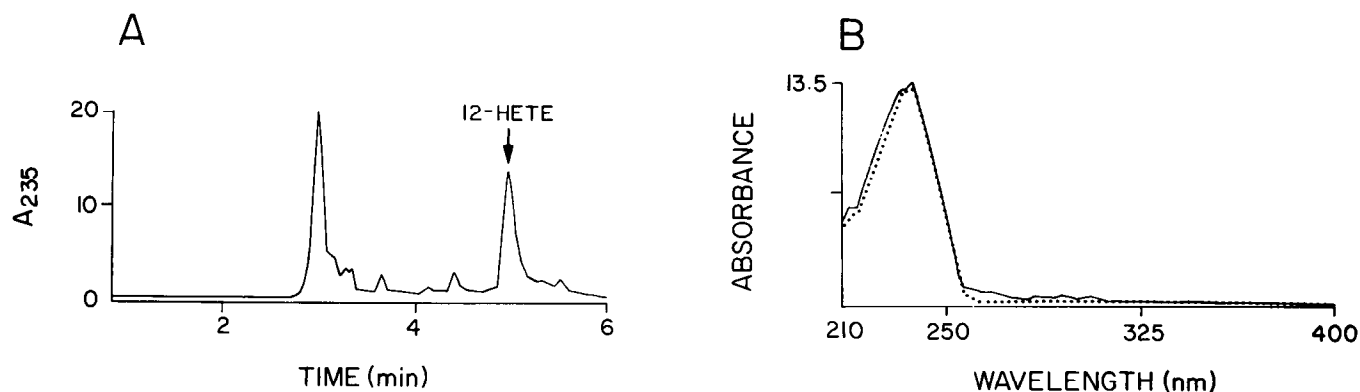 A
20
10
0
A235
12-HETE
2
4
6
TIME (min)
B
13.5
ABSORBANCE
210
250
325
400
WAVELENGTH (nm)